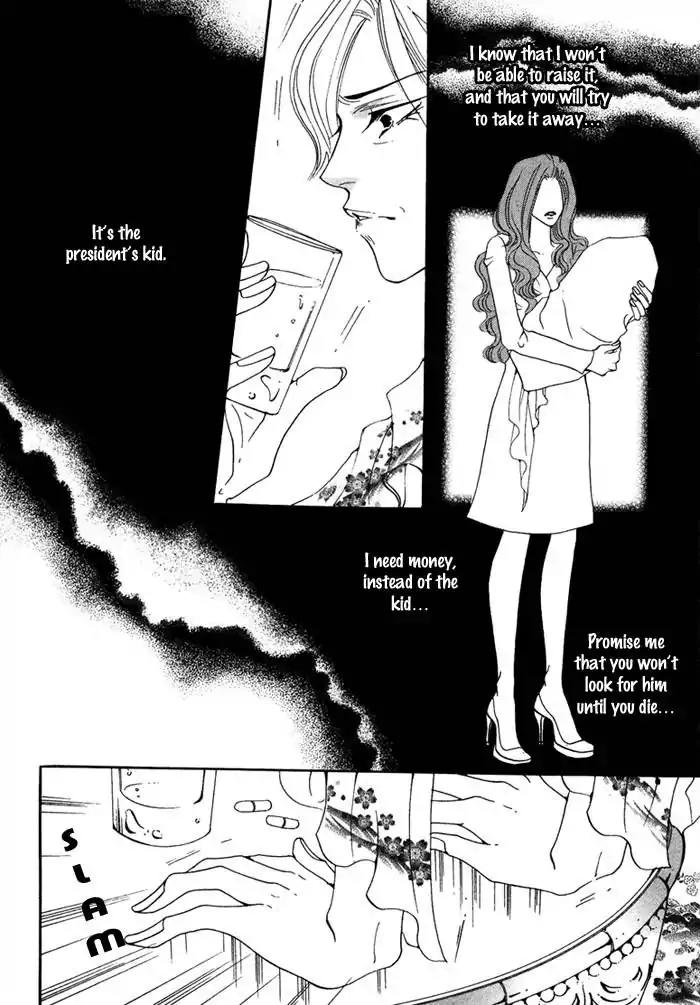 I know that I won't
be able to raise it,
and that you will try
to take it away...
It's the
president's kid.
I need money,
instead of the
kid...
Promise me
that you won't
look for him
until you die...
SLAM